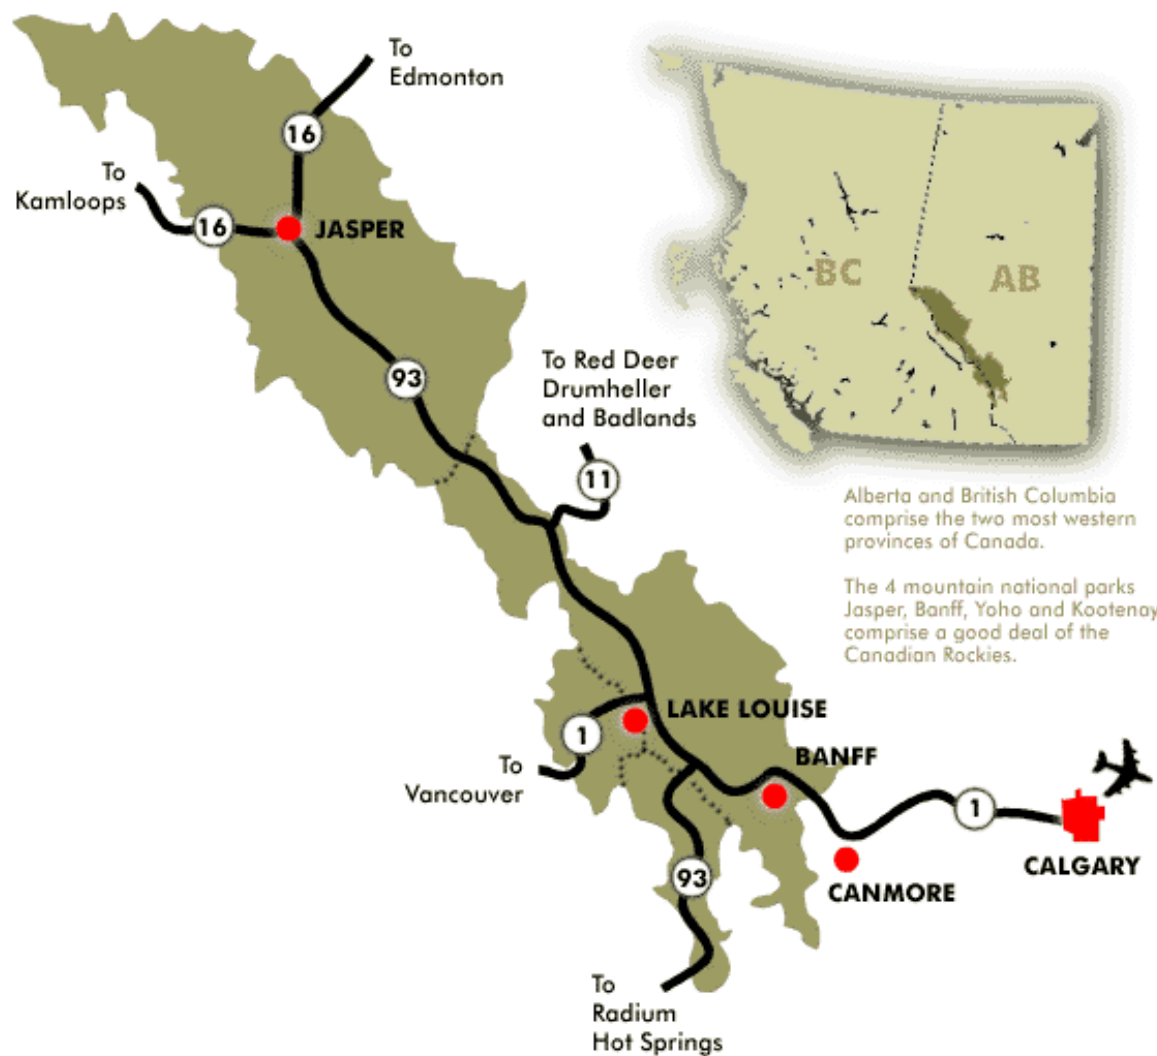 To
Edmonton
16
To
Kamloops
16
JASPER
BC
AB
93
To Red Deer
Drumheller
and Badlands
11
Alberta and British Columbia
comprise the two most western
provinces of Canada.
The 4 mountain national parks
Jasper, Banff, Yoho and Kootenay
comprise a good deal of the
Canadian Rockies.
LAKE LOUISE
1
To
Vancouver
BANFF
1
CALGARY
CANMORE
93
To
Radium
Hot Springs